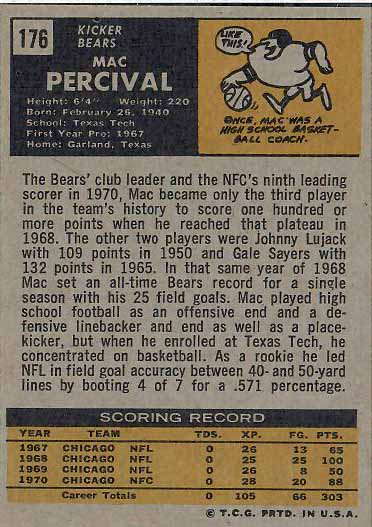 176
KICKER
BEARS
MAC
PERCIVAL
Height: 6'4" Weight: 220
Born: February 26, 1940
School: Texas Tech
First Year Pro: 1967
Home: Garland, Texas
LIKE THIS!
ONCE, MAC WAS A
HIGH SCHOOL BASKET-
BALL COACH.
The Bears' club leader and the NFC's ninth leading
scorer in 1970, Mac became only the third player
in the team's history to score one hundred or
more points when he reached that plateau in
1968. The other two players were Johnny Lujack
with 109 points in 1950 and Gale Sayers with
132 points in 1965. In that same year of 1968
Mac set an all-time Bears record for a single
season with his 25 field goals. Mac played high
school football as an offensive end and a de-
fensive linebacker and end as well as a place-
kicker, but when he enrolled at Texas Tech, he
concentrated on basketball. As a rookie he led
NFL in field goal accuracy between 40- and 50-yard
lines by booting 4 of 7 for a .571 percentage.
SCORING RECORD
YEAR TEAM TDS. XP. FG. PTS.
1967 CHICAGO NFL 0 26 13 65
1968 CHICAGO NFL 0 25 25 100
1969 CHICAGO NFL 0 26 8 50
1970 CHICAGO NFC 0 28 20 88
Career Totals 0 105 66 303
© T.C.G. PRTD. IN U.S.A.